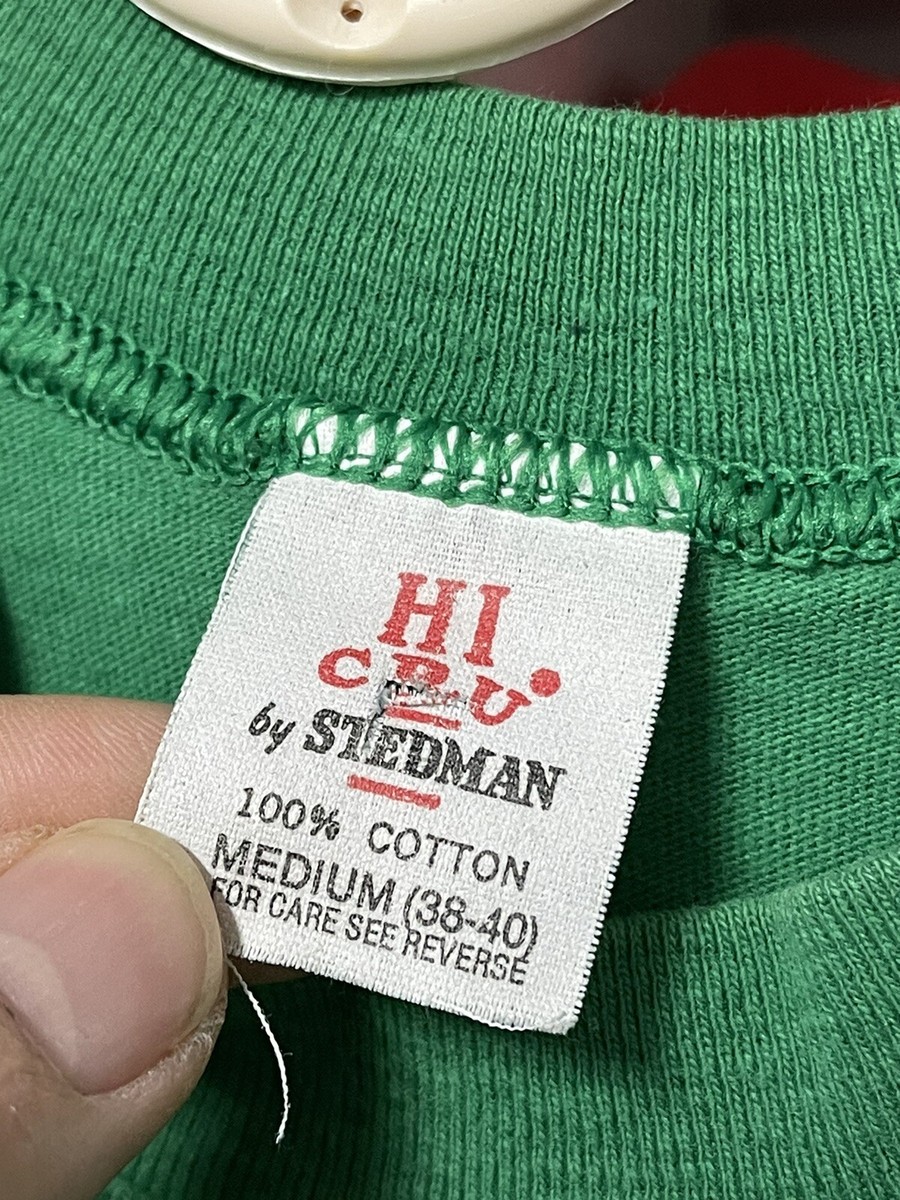 HI
CRU
by STEDMAN
100% COTTON
MEDIUM (38-40)
FOR CARE SEE REVERSE